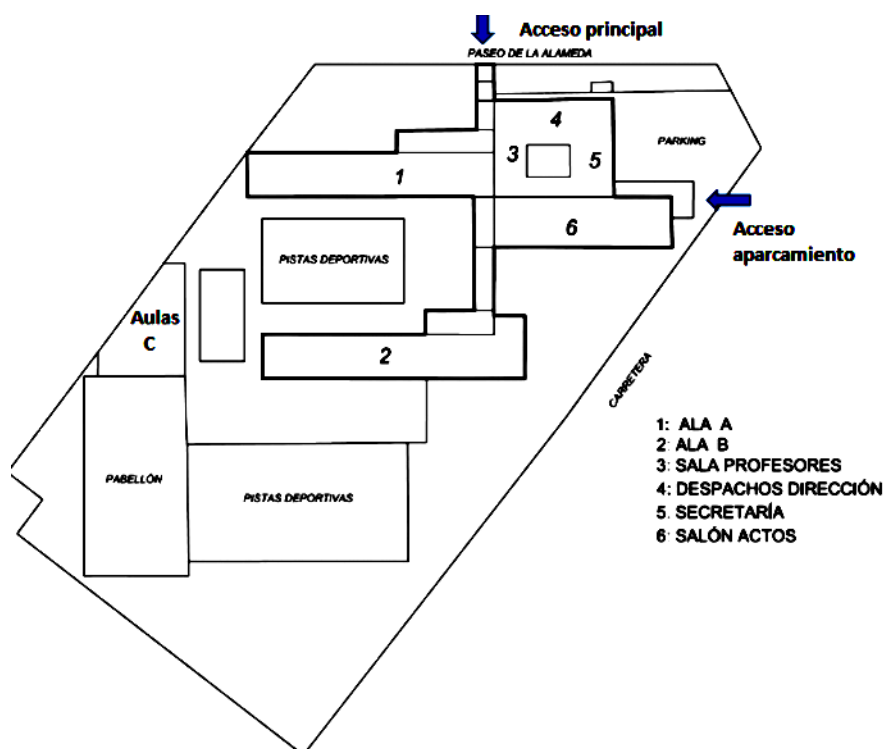 Acceso principal
PASEO DE LA ALAMEDA
4
3
5
PARKING
1
6
Acceso
aparcamiento
PISTAS DEPORTIVAS
Aulas
C
2
CARRETERA
1: ALA A
2: ALA B
3: SALA PROFESORES
4: DESPACHOS DIRECCIÓN
5: SECRETARÍA
6: SALÓN ACTOS
PABELLÓN
PISTAS DEPORTIVAS